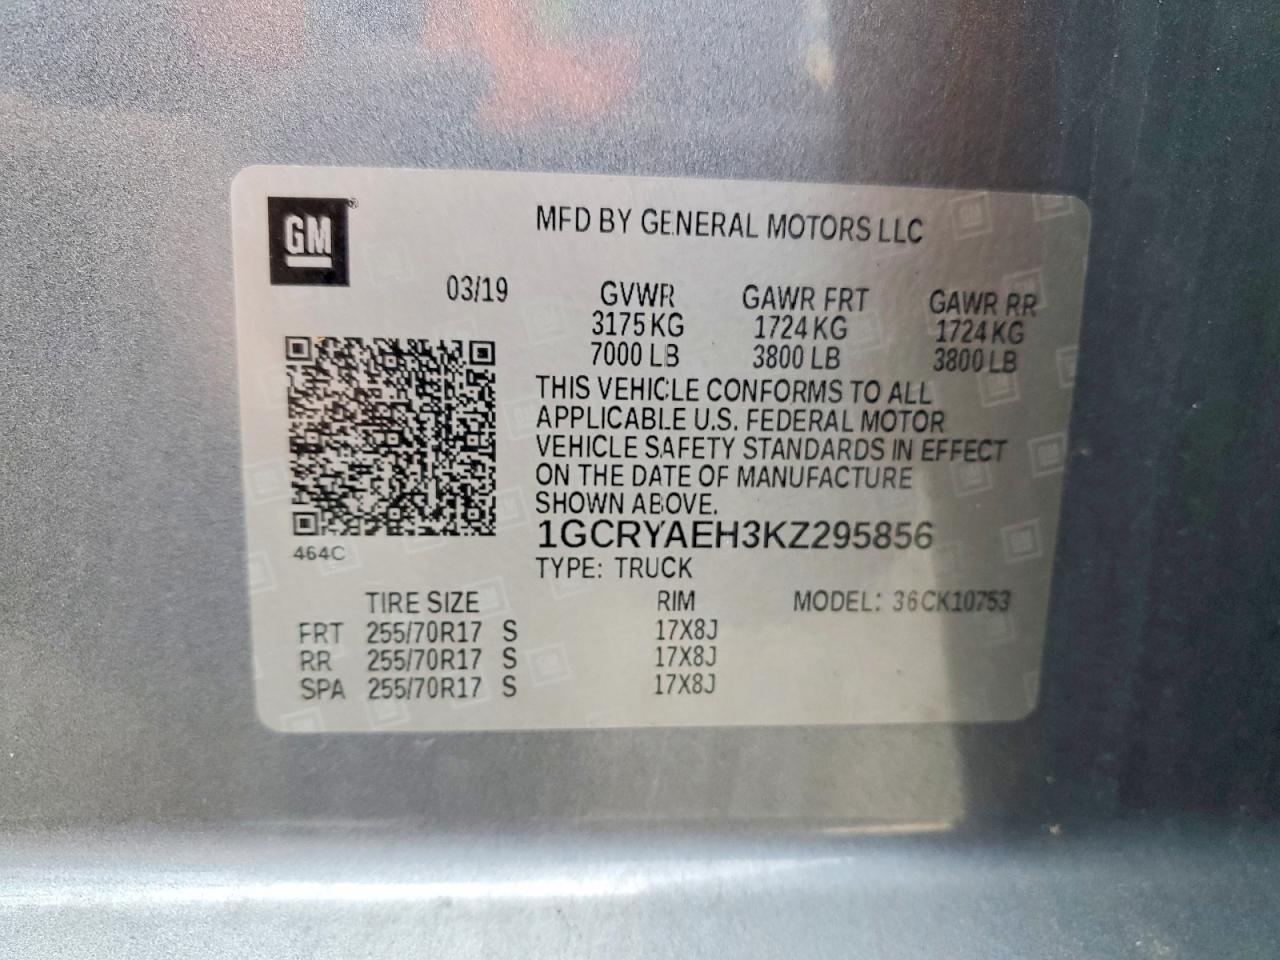 GM®
MFD BY GENERAL MOTORS LLC
03/19 GVWR GAWR FRT GAWR RR
3175 KG 1724 KG 1724 KG
7000 LB 3800 LB 3800 LB
THIS VEHICLE CONFORMS TO ALL
APPLICABLE U.S. FEDERAL MOTOR
VEHICLE SAFETY STANDARDS IN EFFECT
ON THE DATE OF MANUFACTURE
SHOWN ABOVE.
1GCRYAEH3KZ295856
464C
TYPE: TRUCK
TIRE SIZE RIM MODEL: 36CK10753
FRT 255/70R17 S 17X8J
RR 255/70R17 S 17X8J
SPA 255/70R17 S 17X8J